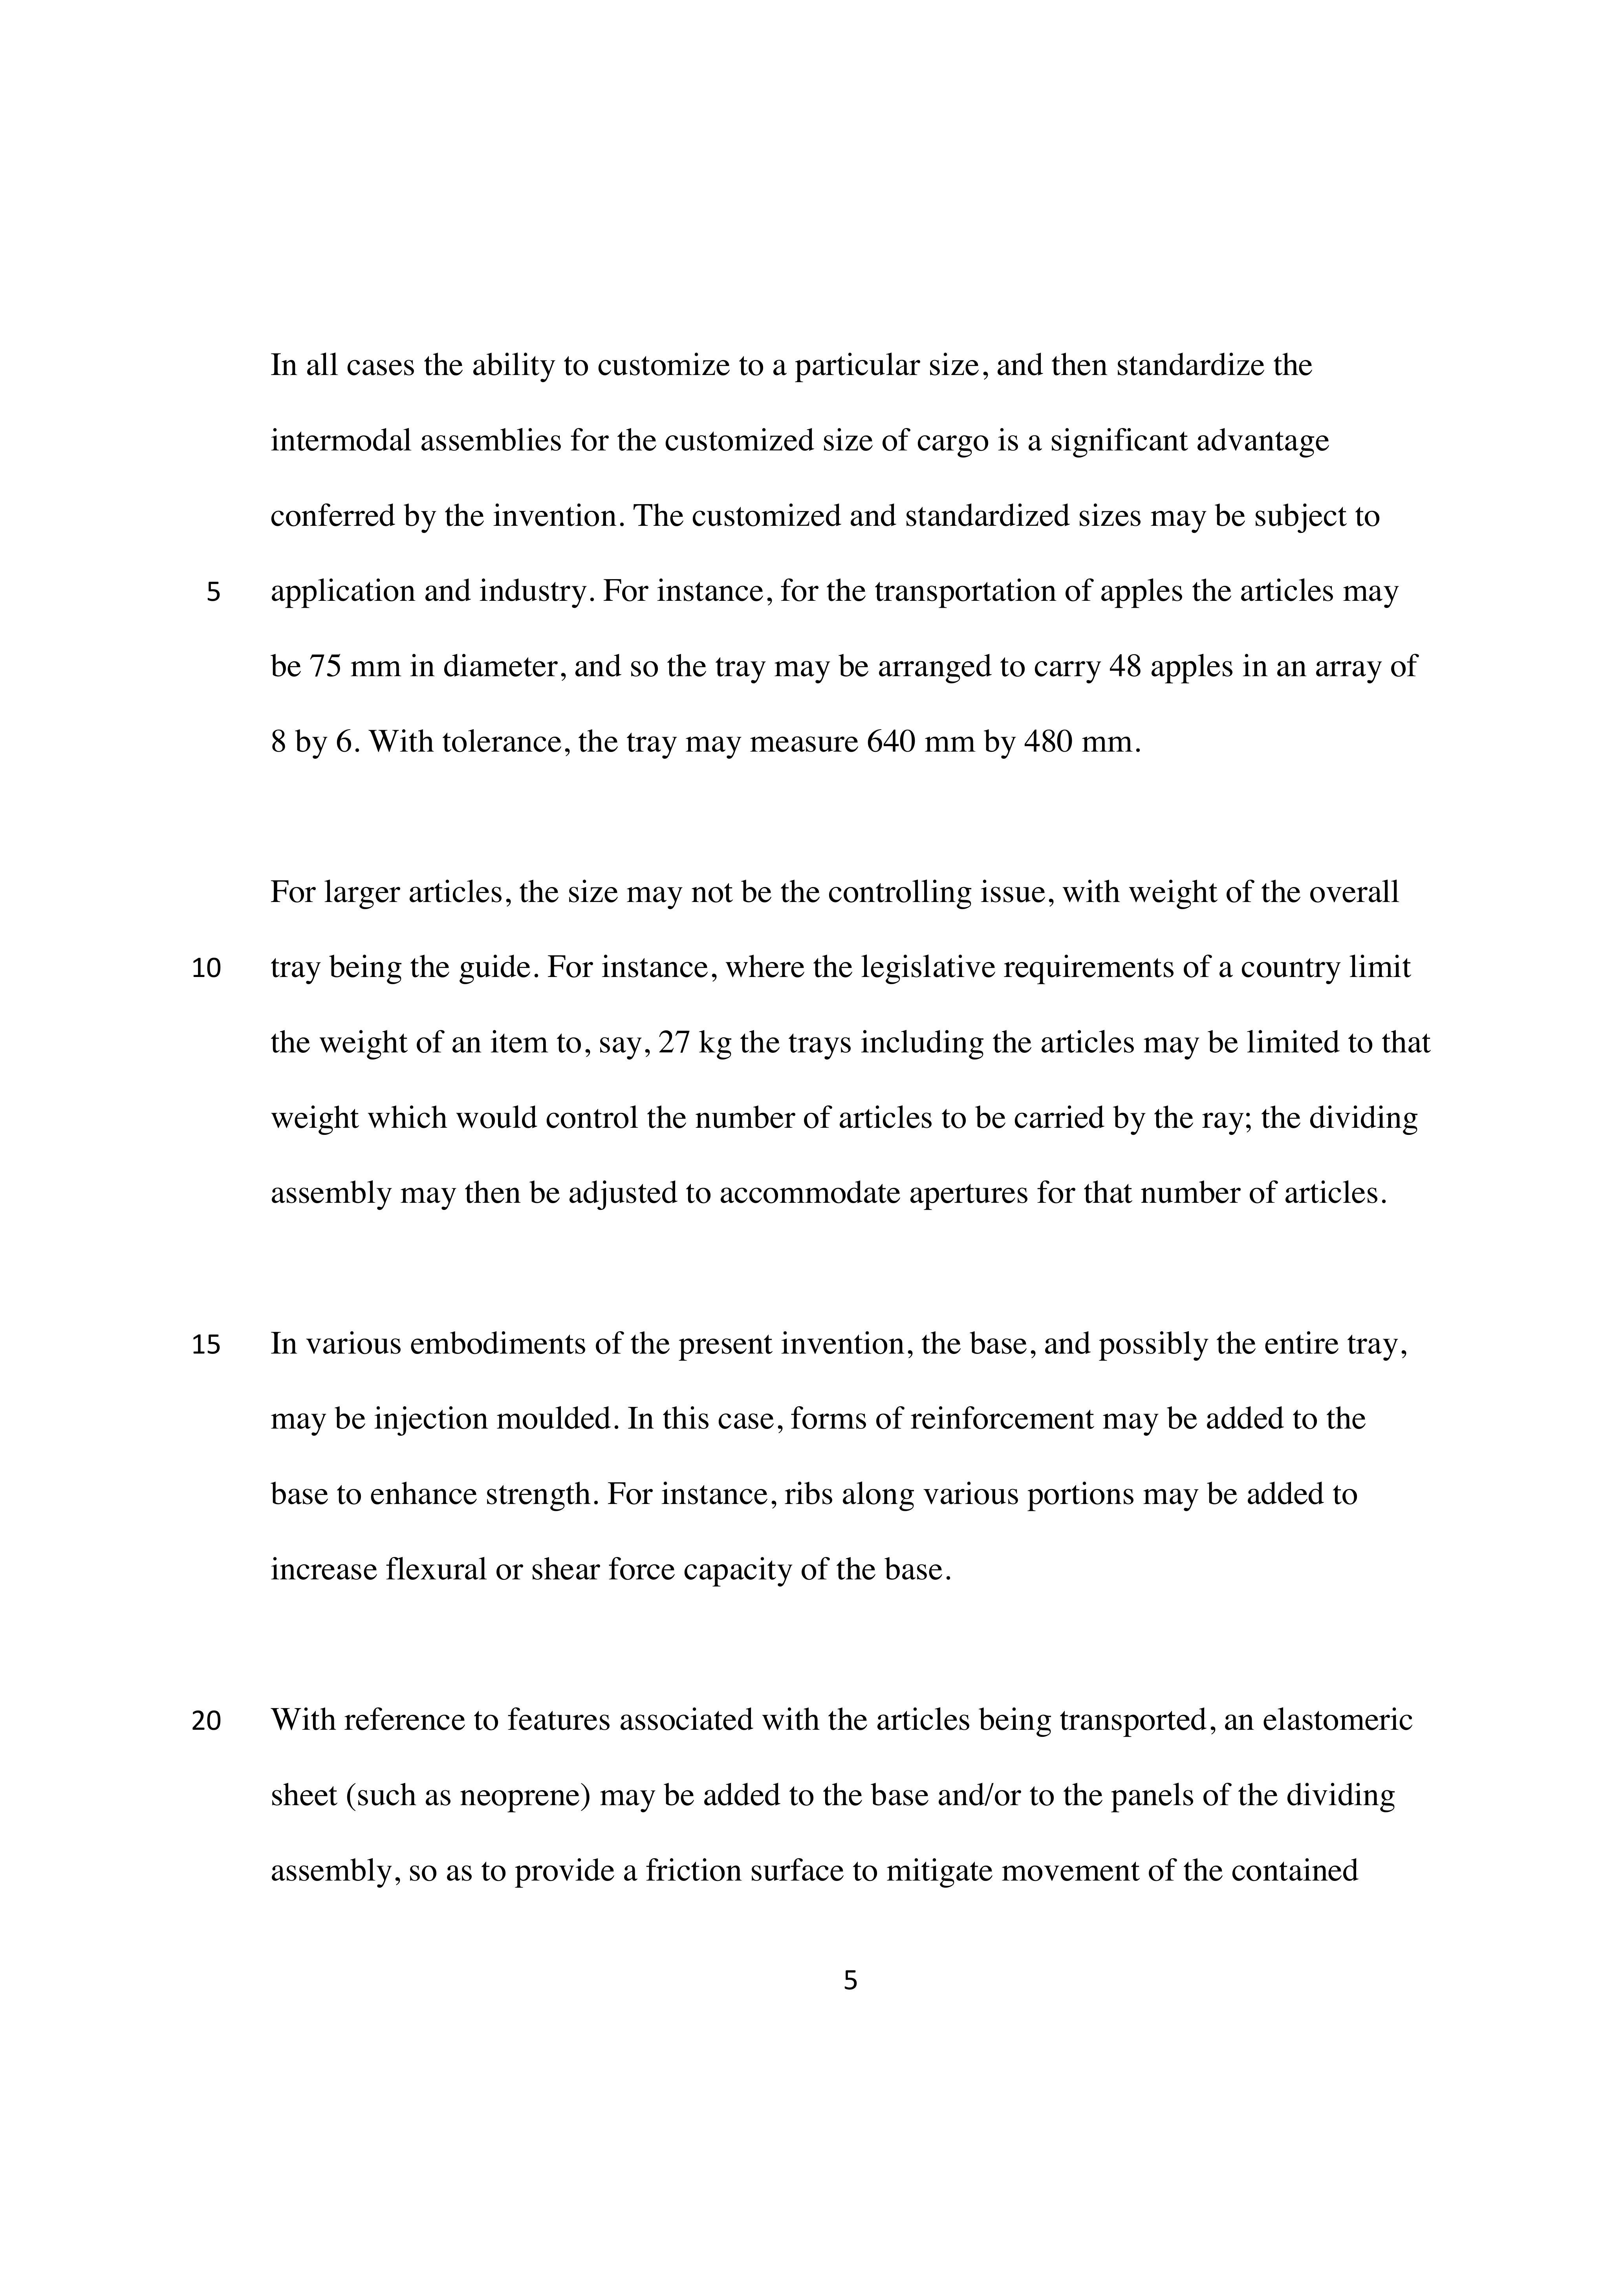 In all cases the ability to customize to a particular size, and then standardize the
intermodal assemblies for the customized size of cargo is a significant advantage
conferred by the invention. The customized and standardized sizes may be subject to
5 application and industry. For instance, for the transportation of apples the articles may
be 75 mm in diameter, and so the tray may be arranged to carry 48 apples in an array of
8 by 6. With tolerance, the tray may measure 640 mm by 480 mm.
For larger articles, the size may not be the controlling issue, with weight of the overall
10 tray being the guide. For instance, where the legislative requirements of a country limit
the weight of an item to, say, 27 kg the trays including the articles may be limited to that
weight which would control the number of articles to be carried by the ray; the dividing
assembly may then be adjusted to accommodate apertures for that number of articles.
15 In various embodiments of the present invention, the base, and possibly the entire tray,
may be injection moulded. In this case, forms of reinforcement may be added to the
base to enhance strength. For instance, ribs along various portions may be added to
increase flexural or shear force capacity of the base.
20 With reference to features associated with the articles being transported, an elastomeric
sheet (such as neoprene) may be added to the base and/or to the panels of the dividing
assembly, so as to provide a friction surface to mitigate movement of the contained
5